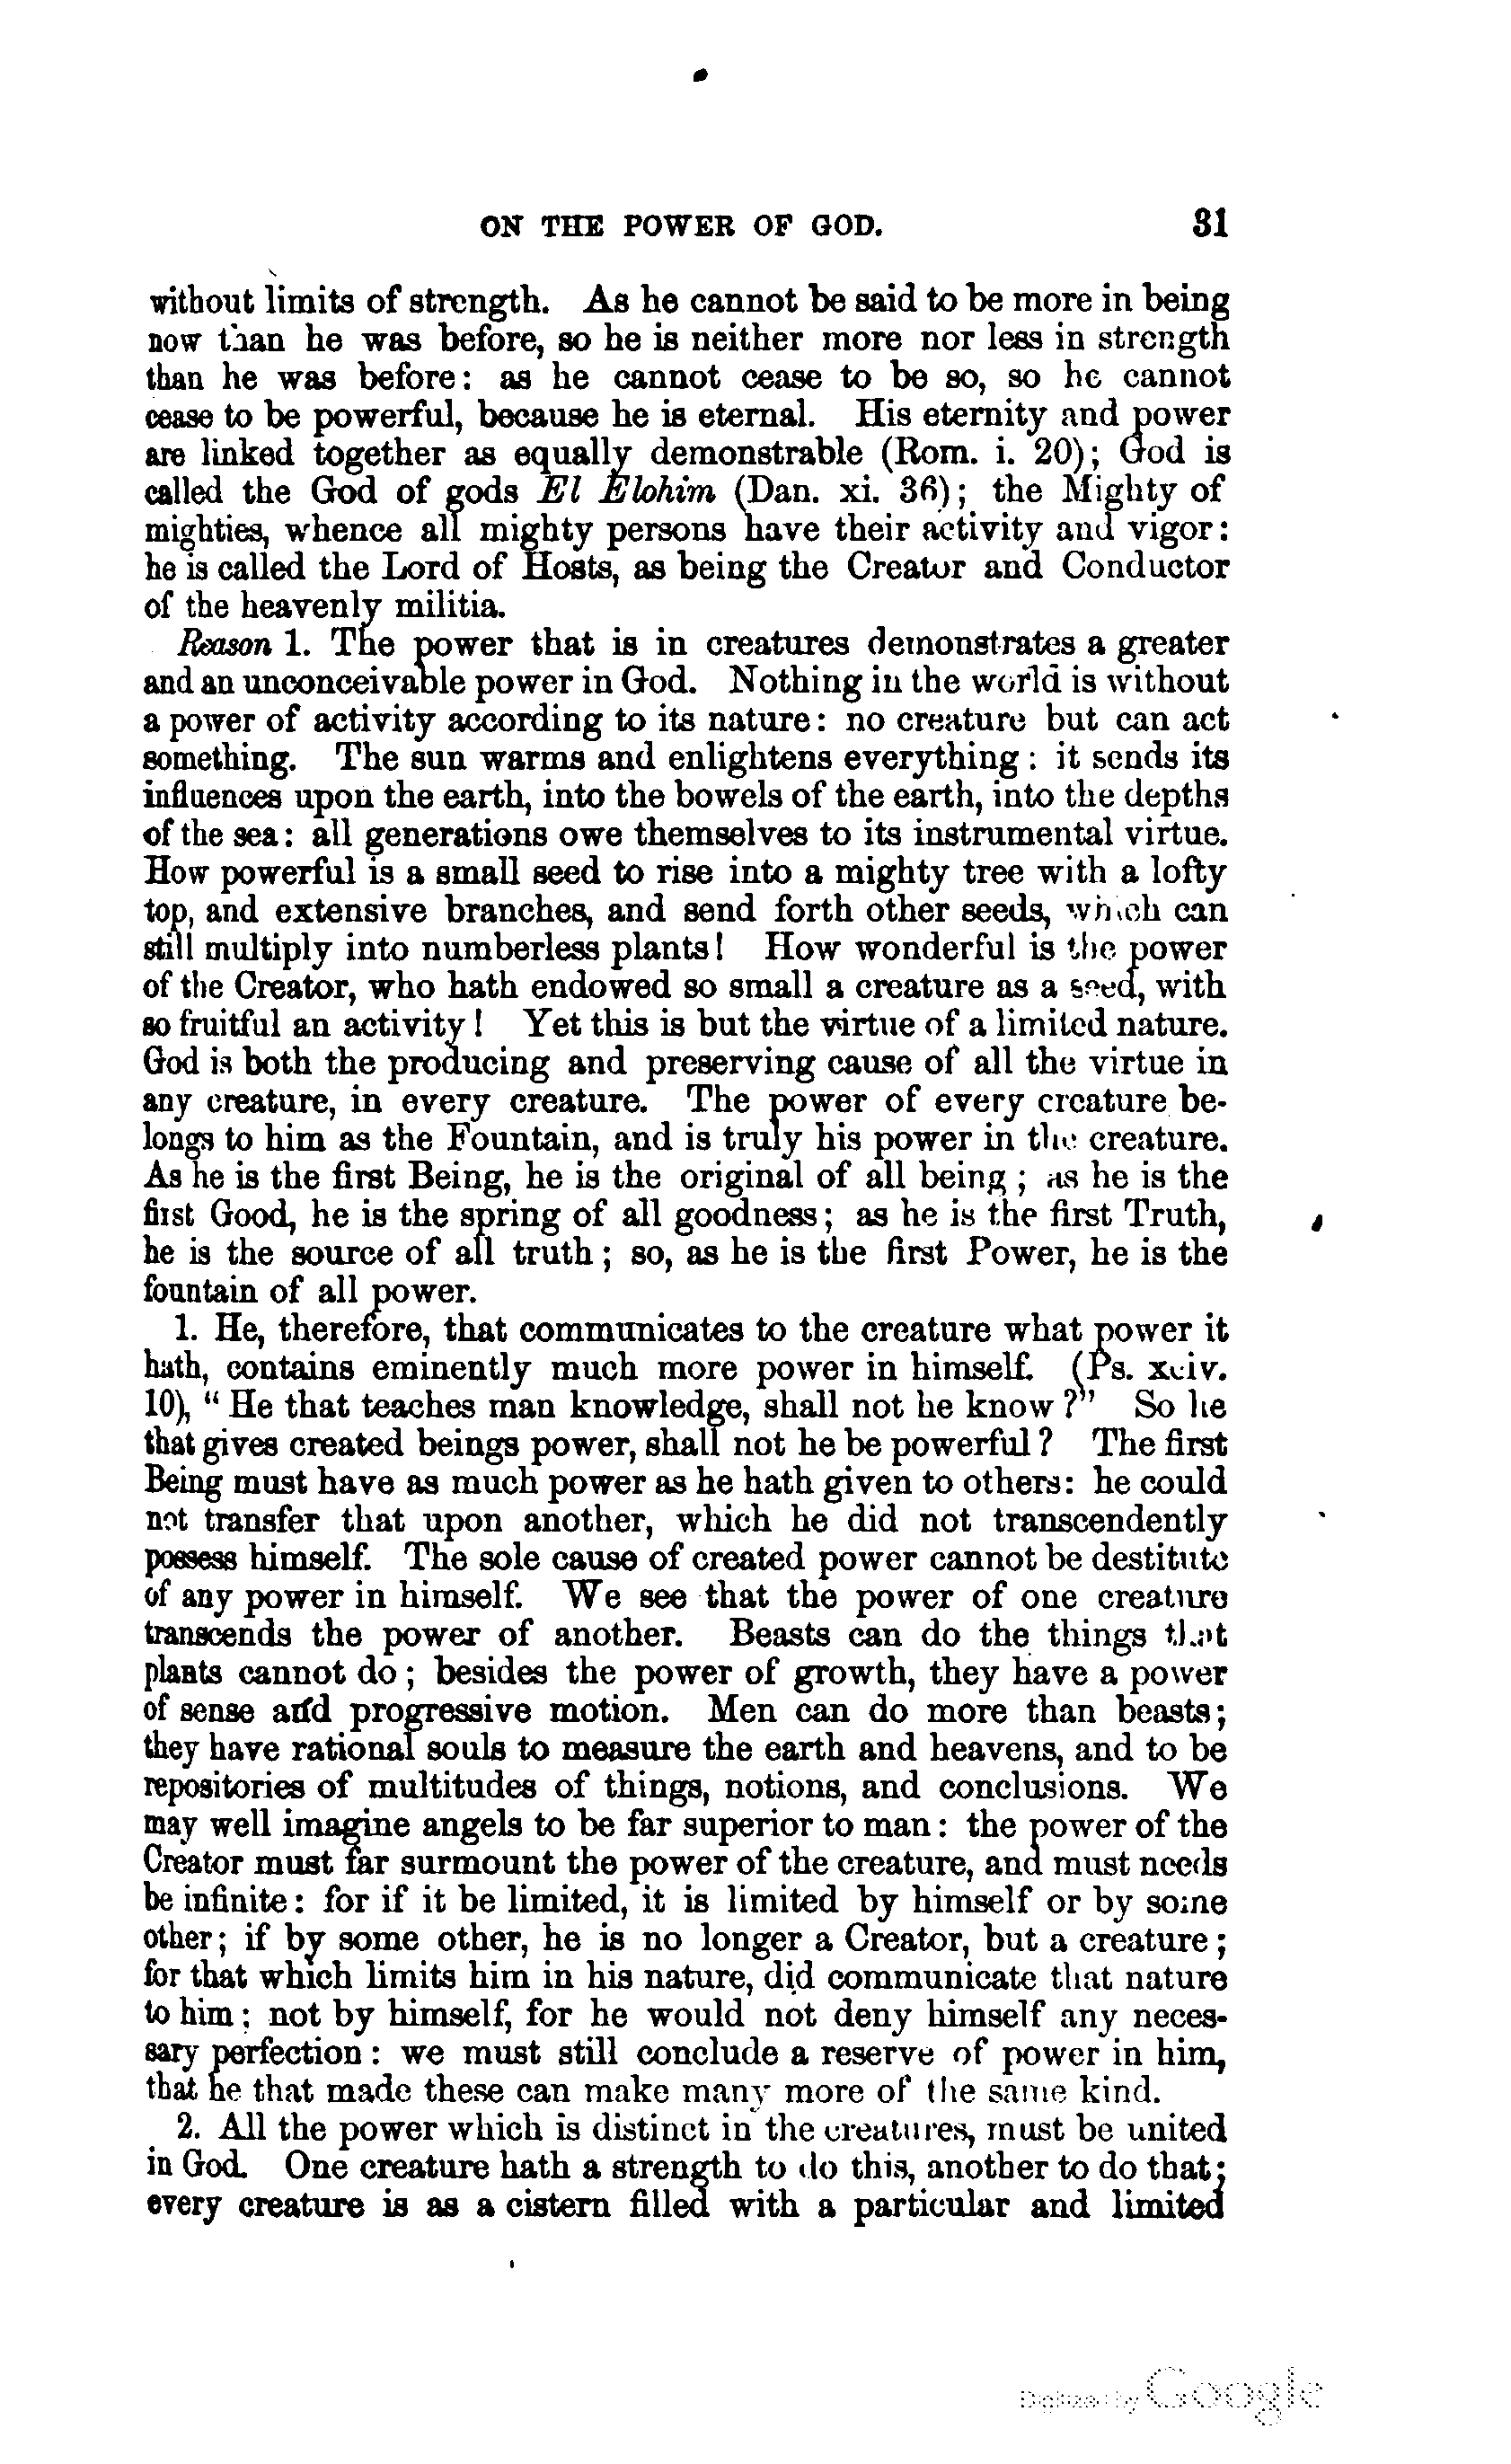 ON THE POWER OF GOD. 31
without limits of strength. As he cannot be said to be more in being
now than he was before, so he is neither more nor less in strength
than he was before: as he cannot cease to be so, so he cannot
cease to be powerful, because he is eternal. His eternity and power
are linked together as equally demonstrable (Rom. i. 20); God is
called the God of gods El Elohim (Dan. xi. 36); the Mighty of
mighties, whence all mighty persons have their activity and vigor:
he is called the Lord of Hosts, as being the Creator and Conductor
of the heavenly militia.
Reason 1. The power that is in creatures demonstrates a greater
and an unconceivable power in God. Nothing in the world is without
a power of activity according to its nature: no creature but can act
something. The sun warms and enlightens everything: it sends its
influences upon the earth, into the bowels of the earth, into the depths
of the sea: all generations owe themselves to its instrumental virtue.
How powerful is a small seed to rise into a mighty tree with a lofty
top, and extensive branches, and send forth other seeds, which can
still multiply into numberless plants! How wonderful is the power
of the Creator, who hath endowed so small a creature as a seed, with
so fruitful an activity! Yet this is but the virtue of a limited nature.
God is both the producing and preserving cause of all the virtue in
any creature, in every creature. The power of every creature be-
longs to him as the Fountain, and is truly his power in the creature.
As he is the first Being, he is the original of all being; as he is the
first Good, he is the spring of all goodness; as he is the first Truth,
he is the source of all truth; so, as he is the first Power, he is the
fountain of all power.
1. He, therefore, that communicates to the creature what power it
hath, contains eminently much more power in himself. (Ps. xciv.
10), "He that teaches man knowledge, shall not he know?" So he
that gives created beings power, shall not he be powerful? The first
Being must have as much power as he hath given to others: he could
not transfer that upon another, which he did not transcendently
possess himself. The sole cause of created power cannot be destitute
of any power in himself. We see that the power of one creature
transcends the power of another. Beasts can do the things that
plants cannot do; besides the power of growth, they have a power
of sense and progressive motion. Men can do more than beasts;
they have rational souls to measure the earth and heavens, and to be
repositories of multitudes of things, notions, and conclusions. We
may well imagine angels to be far superior to man: the power of the
Creator must far surmount the power of the creature, and must needs
be infinite: for if it be limited, it is limited by himself or by some
other; if by some other, he is no longer a Creator, but a creature;
for that which limits him in his nature, did communicate that nature
to him; not by himself, for he would not deny himself any neces-
sary perfection: we must still conclude a reserve of power in him,
that he that made these can make many more of the same kind.
2. All the power which is distinct in the creatures, must be united
in God. One creature hath a strength to do this, another to do that;
every creature is as a cistern filled with a particular and limited
Digitized by Google